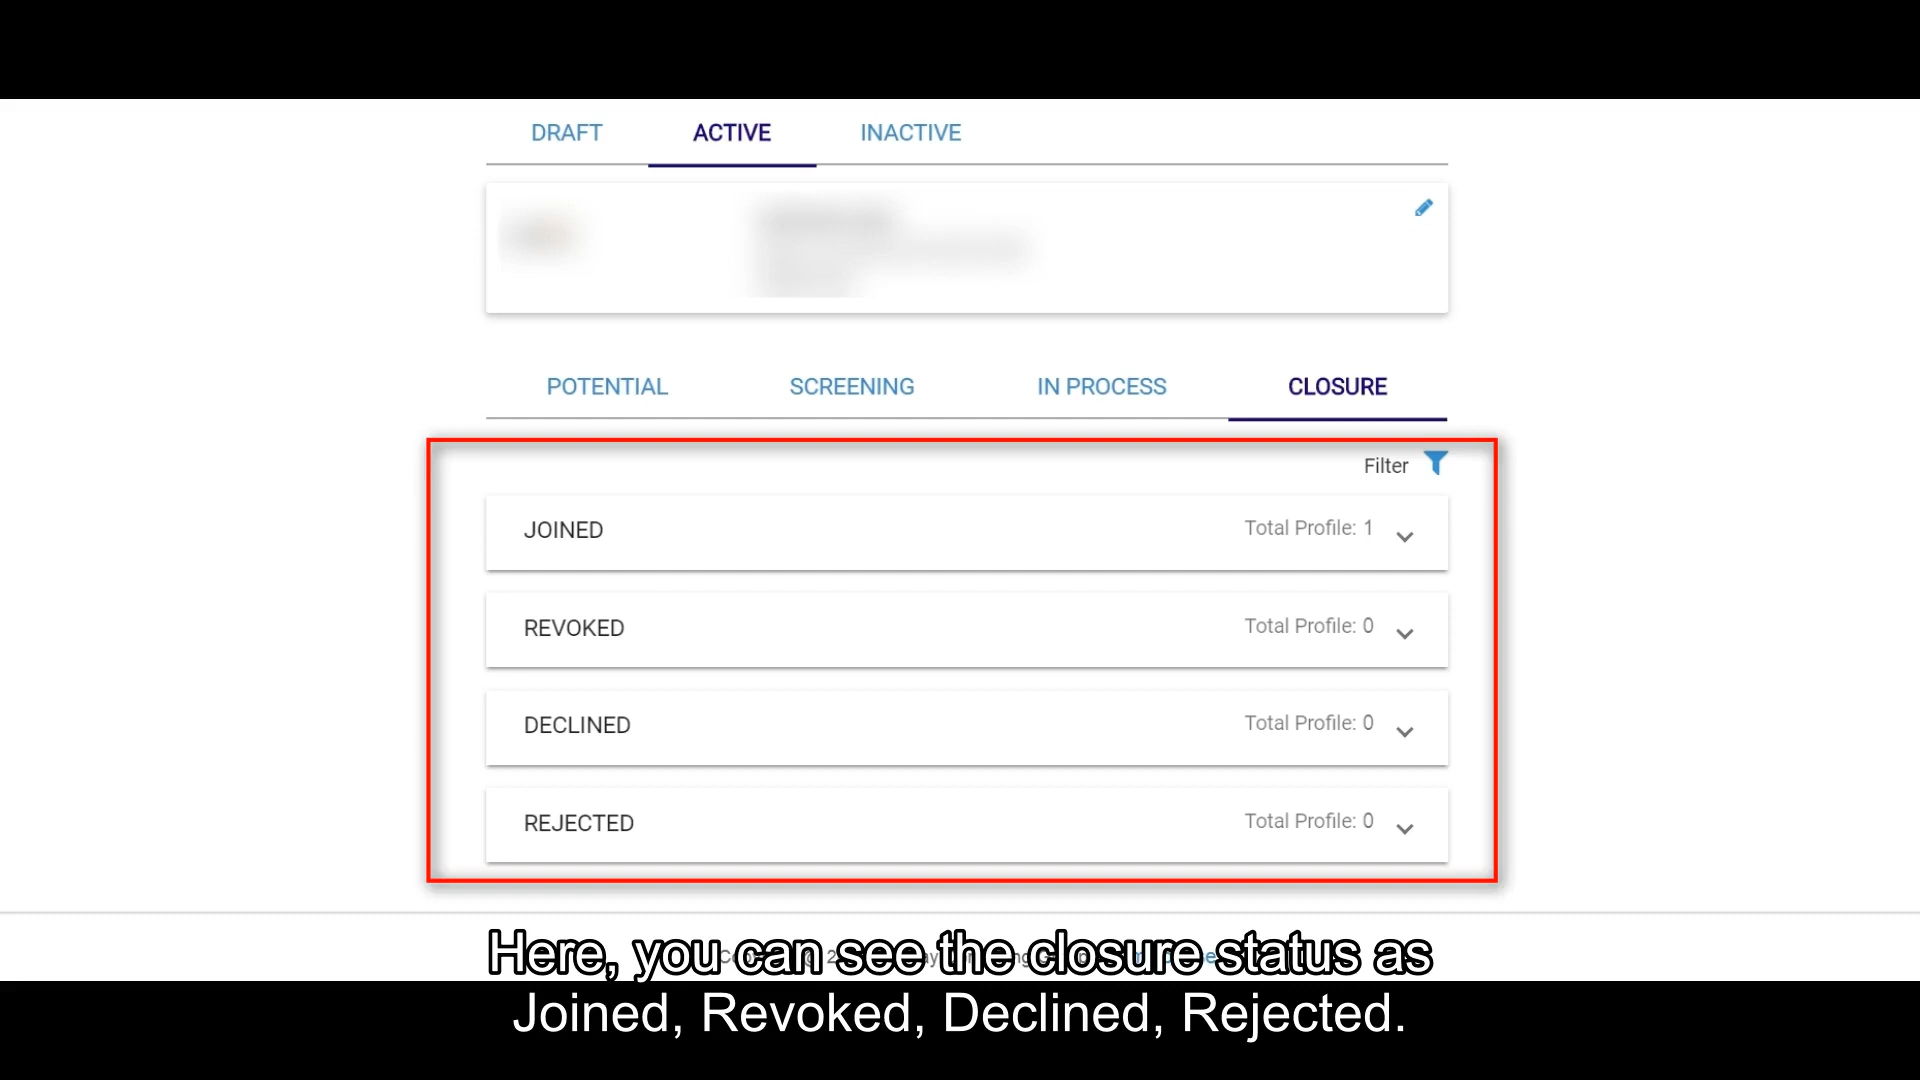 DRAFT ACTIVE INACTIVE
POTENTIAL SCREENING IN PROCESS CLOSURE
Filter
JOINED Total Profile: 1
REVOKED Total Profile: 0
DECLINED Total Profile: 0
REJECTED Total Profile: 0
Here, you can see the closure status as
Joined, Revoked, Declined, Rejected.